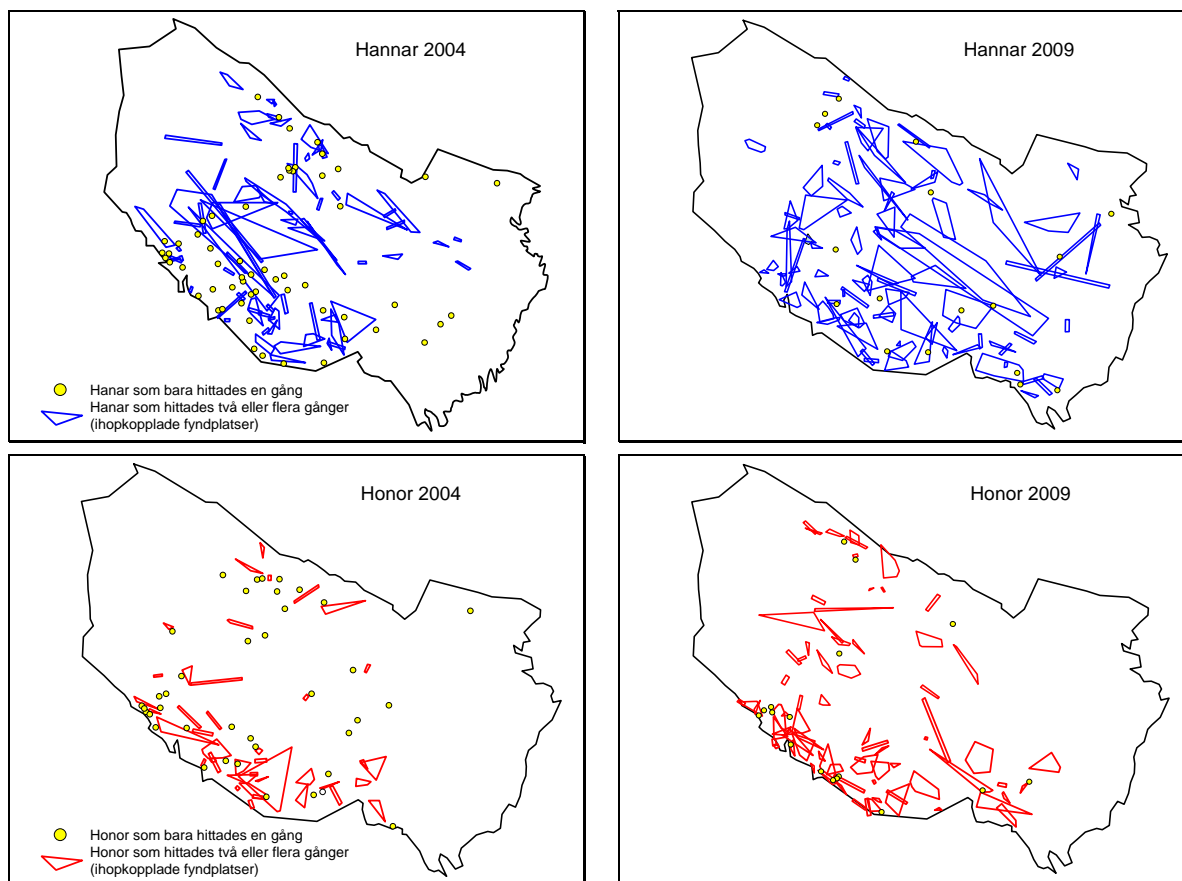 Hannar 2004
Hanar som bara hittades en gång
Hanar som hittades två eller flera gånger
(ihopkopplade fyndplatser)
Hannar 2009
Honor 2004
Honor som bara hittades en gång
Honor som hittades två eller flera gånger
(ihopkopplade fyndplatser)
Honor 2009